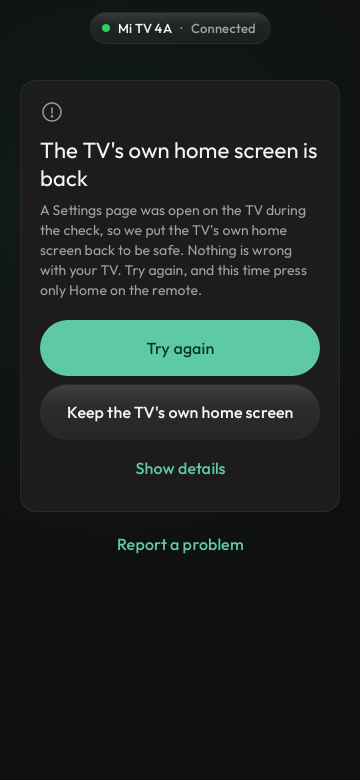 Mi TV 4A · Connected
The TV's own home screen is
back
A Settings page was open on the TV during
the check, so we put the TV's own home
screen back to be safe. Nothing is wrong
with your TV. Try again, and this time press
only Home on the remote.
Try again
Keep the TV's own home screen
Show details
Report a problem